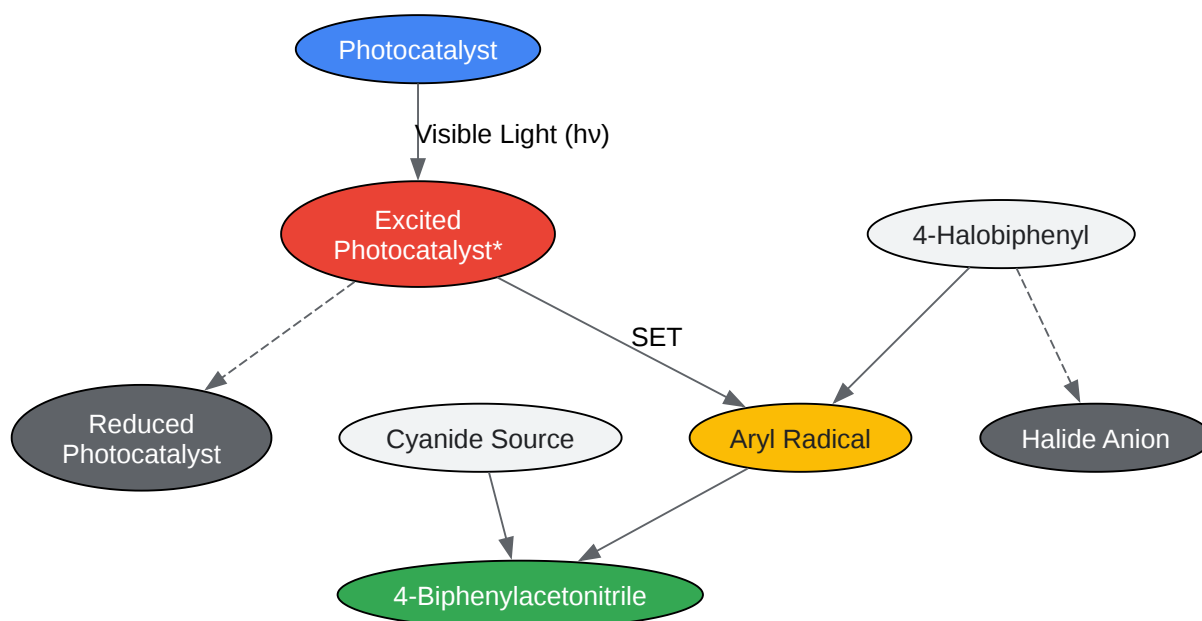 Photocatalyst
Visible Light (hν)
Excited
Photocatalyst*
4-Halobiphenyl
SET
Reduced
Photocatalyst
Cyanide Source
Aryl Radical
Halide Anion
4-Biphenylacetonitrile